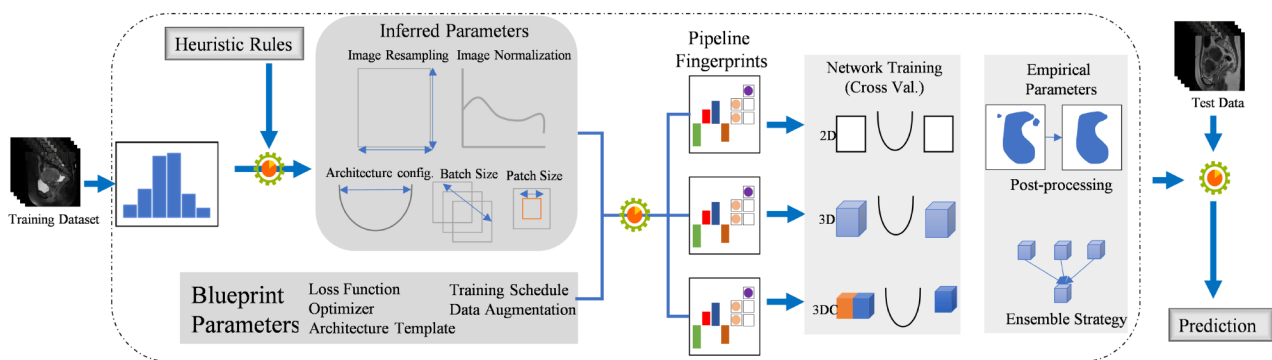 Heuristic Rules
Inferred Parameters
Image Resampling
Image Normalization
Architecture config.
Batch Size
Patch Size
Training Dataset
Blueprint
Parameters
Loss Function
Optimizer
Architecture Template
Training Schedule
Data Augmentation
Pipeline
Fingerprints
Network Training
(Cross Val.)
2D
3D
3DC
Empirical
Parameters
Post-processing
Ensemble Strategy
Test Data
Prediction